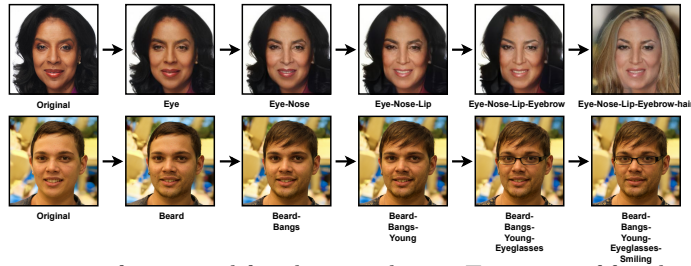 Original Eye Eye-Nose Eye-Nose-Lip Eye-Nose-Lip-Eyebrow Eye-Nose-Lip-Eyebrow-hai
Original Beard Beard- Beard- Beard- Beard-
Bangs Bangs- Bangs- Bangs-
Young Young- Young-
Eyeglasses Eyeglasses-
Smiling